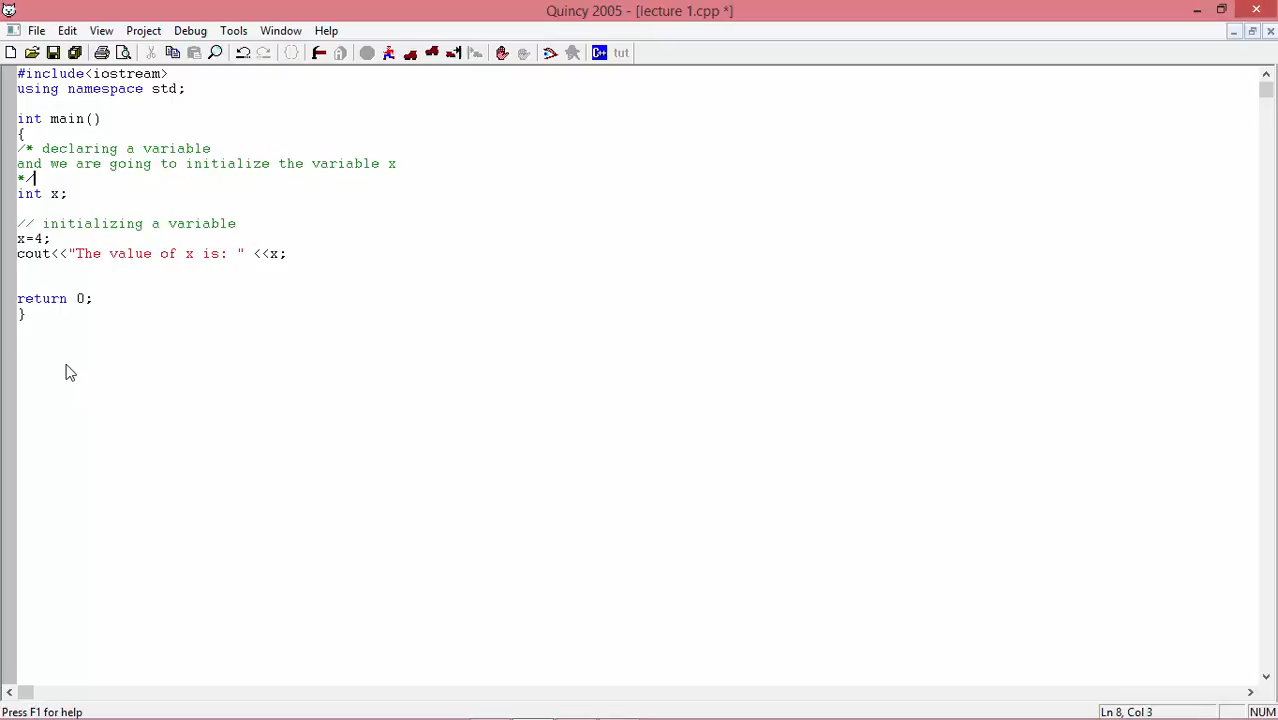 Quincy 2005 - [lecture 1.cpp *]
File Edit View Project Debug Tools Window Help
C++ tut
#include<iostream>
using namespace std;
int main()
{
/* declaring a variable
and we are going to initialize the variable x
*/
int x;
// initializing a variable
x=4;
cout<<"The value of x is: " <<x;
return 0;
}
Press F1 for help Ln 8, Col 3 NUM